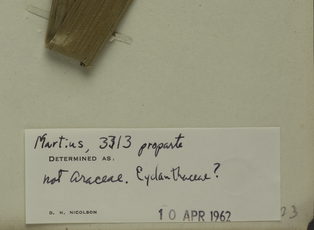 Martius, 3313 proparte
DETERMINED AS:
not Araceae. Cyclanthaceae?
D. H. NICOLSON 10 APR 1962